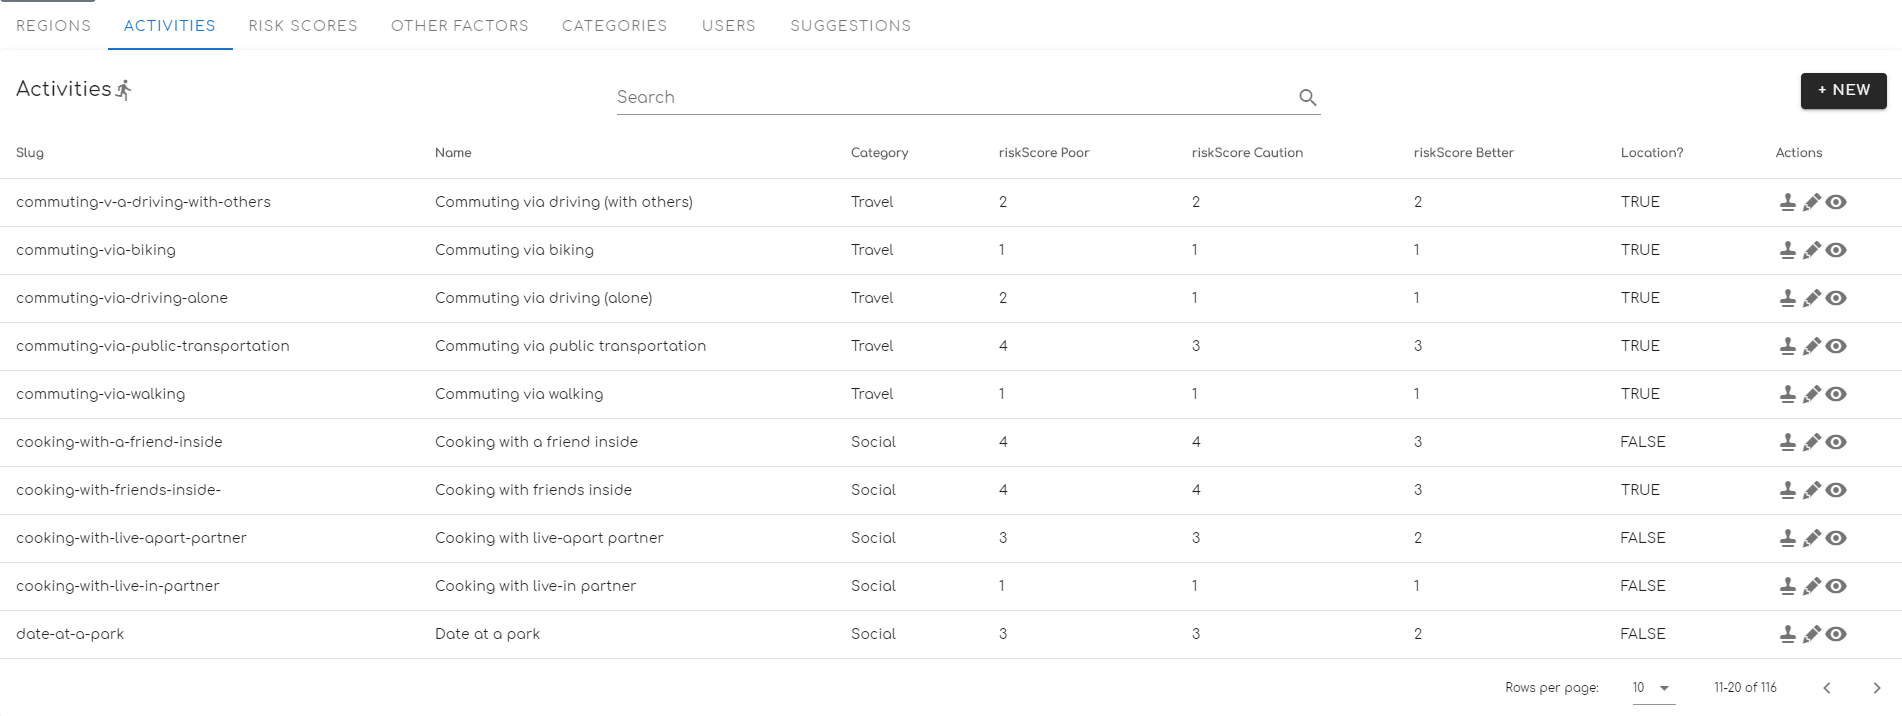 REGIONS ACTIVITIES RISK SCORES OTHER FACTORS CATEGORIES USERS SUGGESTIONS
Activities
Search
+ NEW
Slug Name Category riskScore Poor riskScore Caution riskScore Better Location? Actions
commuting-v-a-driving-with-others Commuting via driving (with others) Travel 2 2 2 TRUE
commuting-via-biking Commuting via biking Travel 1 1 1 TRUE
commuting-via-driving-alone Commuting via driving (alone) Travel 2 1 1 TRUE
commuting-via-public-transportation Commuting via public transportation Travel 4 3 3 TRUE
commuting-via-walking Commuting via walking Travel 1 1 1 TRUE
cooking-with-a-friend-inside Cooking with a friend inside Social 4 4 3 FALSE
cooking-with-friends-inside- Cooking with friends inside Social 4 4 3 TRUE
cooking-with-live-apart-partner Cooking with live-apart partner Social 3 3 2 FALSE
cooking-with-live-in-partner Cooking with live-in partner Social 1 1 1 FALSE
date-at-a-park Date at a park Social 3 3 2 FALSE
Rows per page: 10 11-20 of 116